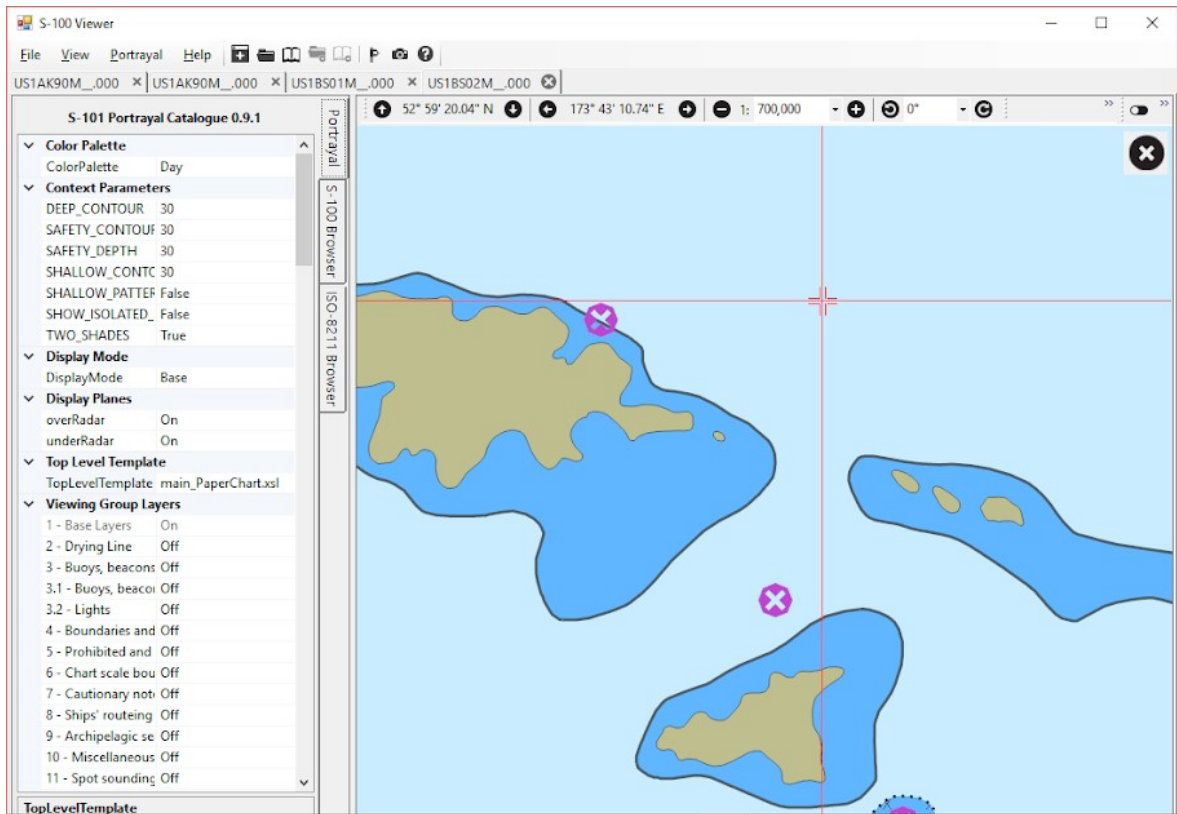 S-100 Viewer
File View Portrayal Help
US1AK90M__.000 US1AK90M__.000 US1BS01M__.000 US1BS02M__.000
52° 59' 20.04" N 173° 43' 10.74" E 1: 700,000 0°
S-101 Portrayal Catalogue 0.9.1
Color Palette
ColorPalette Day
Context Parameters
DEEP_CONTOUR 30
SAFETY_CONTOUR 30
SAFETY_DEPTH 30
SHALLOW_CONTC 30
SHALLOW_PATTEF False
SHOW_ISOLATED_ False
TWO_SHADES True
Display Mode
DisplayMode Base
Display Planes
overRadar On
underRadar On
Top Level Template
TopLevelTemplate main_PaperChart.xsl
Viewing Group Layers
1 - Base Layers On
2 - Drying Line Off
3 - Buoys, beacons Off
3.1 - Buoys, beacon Off
3.2 - Lights Off
4 - Boundaries and Off
5 - Prohibited and Off
6 - Chart scale bou Off
7 - Cautionary note Off
8 - Ships' routeing Off
9 - Archipelagic se Off
10 - Miscellaneous Off
11 - Spot sounding Off
TopLevelTemplate
Portrayal
S-100 Browser
ISO-8211 Browser